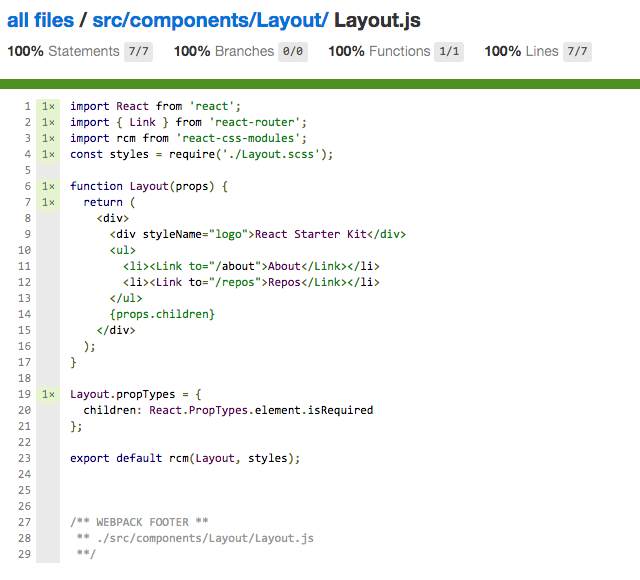 all files / src/components/Layout/ Layout.js
100% Statements 7/7 100% Branches 0/0 100% Functions 1/1 100% Lines 7/7
1 1× import React from 'react';
2 1× import { Link } from 'react-router';
3 1× import rcm from 'react-css-modules';
4 1× const styles = require('./Layout.scss');
5
6 1× function Layout(props) {
7 1× return (
8 <div>
9 <div styleName="logo">React Starter Kit</div>
10 <ul>
11 <li><Link to="/about">About</Link></li>
12 <li><Link to="/repos">Repos</Link></li>
13 </ul>
14 {props.children}
15 </div>
16 );
17 }
18
19 1× Layout.propTypes = {
20 children: React.PropTypes.element.isRequired
21 };
22
23 export default rcm(Layout, styles);
24
25
26
27 /** WEBPACK FOOTER **
28 ** ./src/components/Layout/Layout.js
29 **/